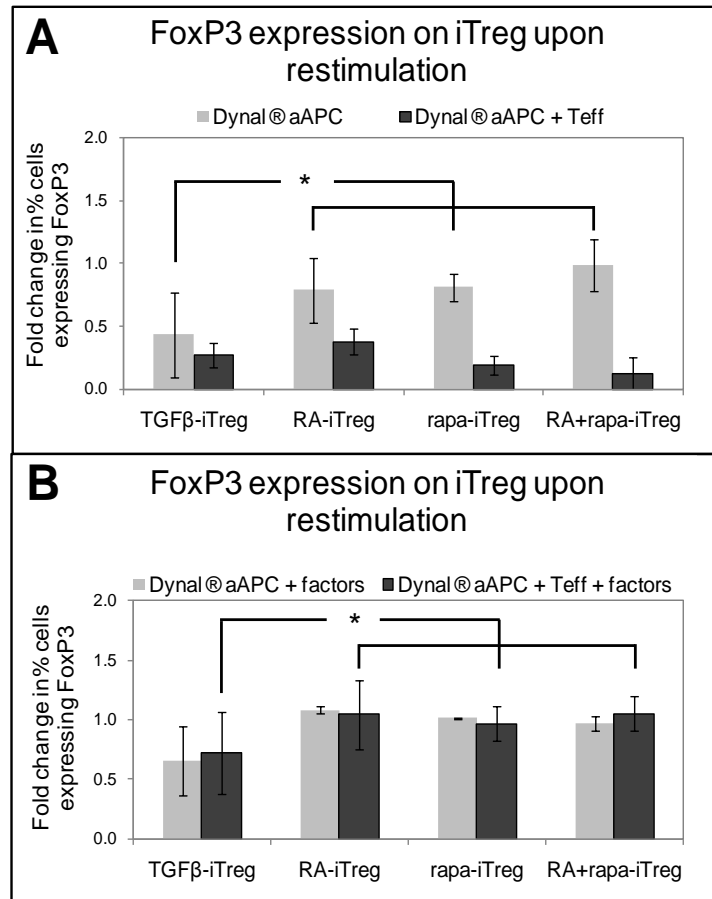 A
FoxP3 expression on iTreg upon
restimulation
Dynal® aAPC Dynal® aAPC + Teff
Fold change in % cells
expressing FoxP3
2.0
1.5
1.0
0.5
0.0
*
TGFβ-iTreg RA-iTreg rapa-iTreg RA+rapa-iTreg
B
FoxP3 expression on iTreg upon
restimulation
Dynal® aAPC + factors Dynal® aAPC + Teff + factors
Fold change in % cells
expressing FoxP3
2.0
1.5
1.0
0.5
0.0
*
TGFβ-iTreg RA-iTreg rapa-iTreg RA+rapa-iTreg